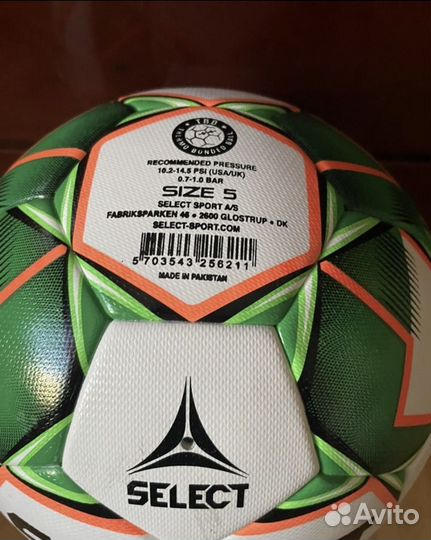 TBD
THERMO BONDED BALL
RECOMMENDED PRESSURE
10.2-14.5 PSI (USA/UK)
0.7-1.0 BAR
SIZE 5
SELECT SPORT A/S
FABRIKSPARKEN 46 • 2600 GLOSTRUP • DK
SELECT-SPORT.COM
5 703543 256211
MADE IN PAKISTAN
SELECT
Avito